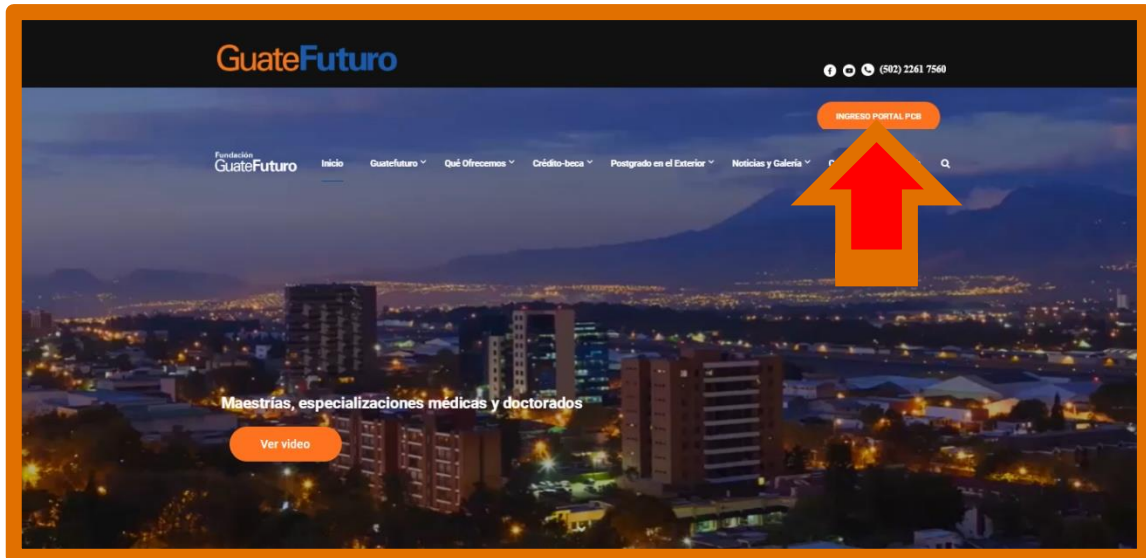 GuateFuturo
(502) 2261 7560
INGRESO PORTAL PCB
Fundación
GuateFuturo
Inicio Guatefuturo Qué Ofrecemos Crédito-beca Postgrado en el Exterior Noticias y Galería
Maestrías, especializaciones médicas y doctorados
Ver video